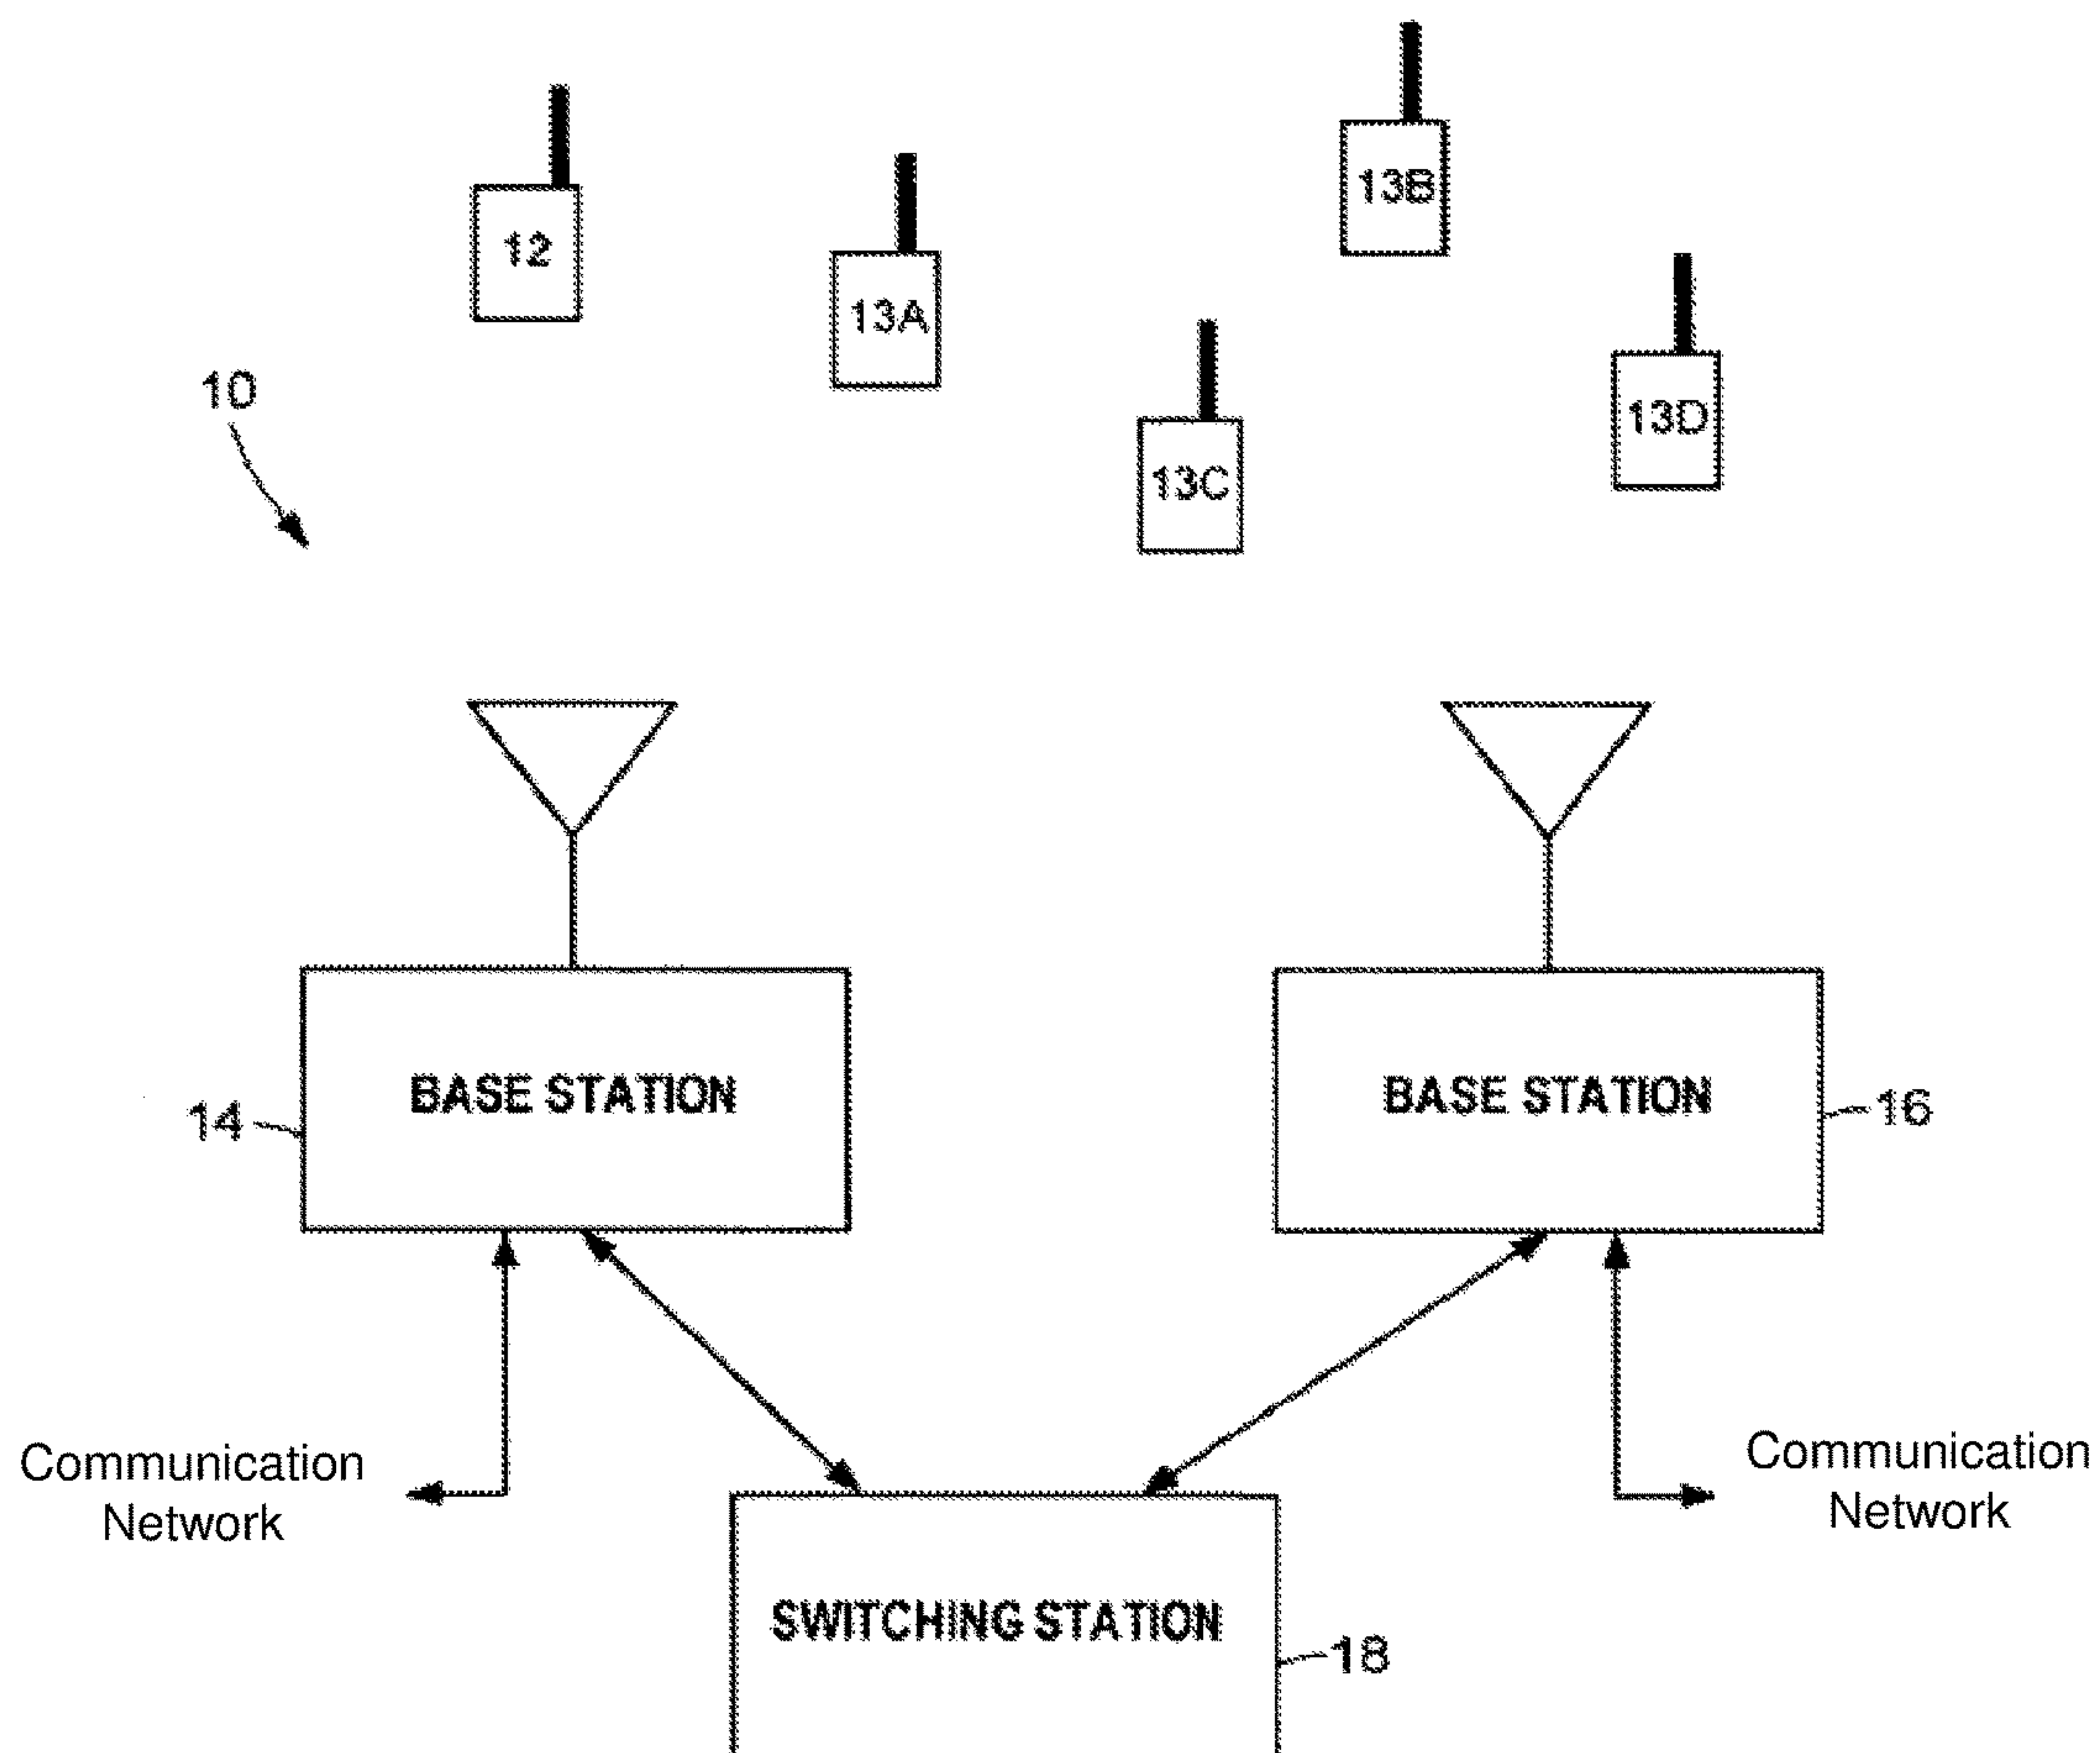 13B
12
13A
13D
10
13C
BASE STATION
BASE STATION
14
16
Communication
Network
Communication
Network
SWITCHING STATION
18